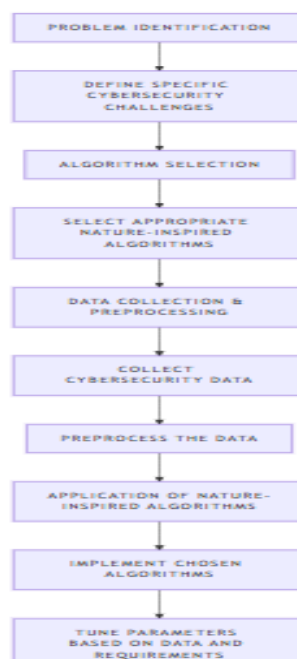 PROBLEM IDENTIFICATION
DEFINE SPECIFIC
CYBERSECURITY
CHALLENGES
ALGORITHM SELECTION
SELECT APPROPRIATE
NATURE-INSPIRED
ALGORITHMS
DATA COLLECTION &
PREPROCESSING
COLLECT
CYBERSECURITY DATA
PREPROCESS THE DATA
APPLICATION OF NATURE-
INSPIRED ALGORITHMS
IMPLEMENT CHOSEN
ALGORITHMS
TUNE PARAMETERS
BASED ON DATA AND
REQUIREMENTS